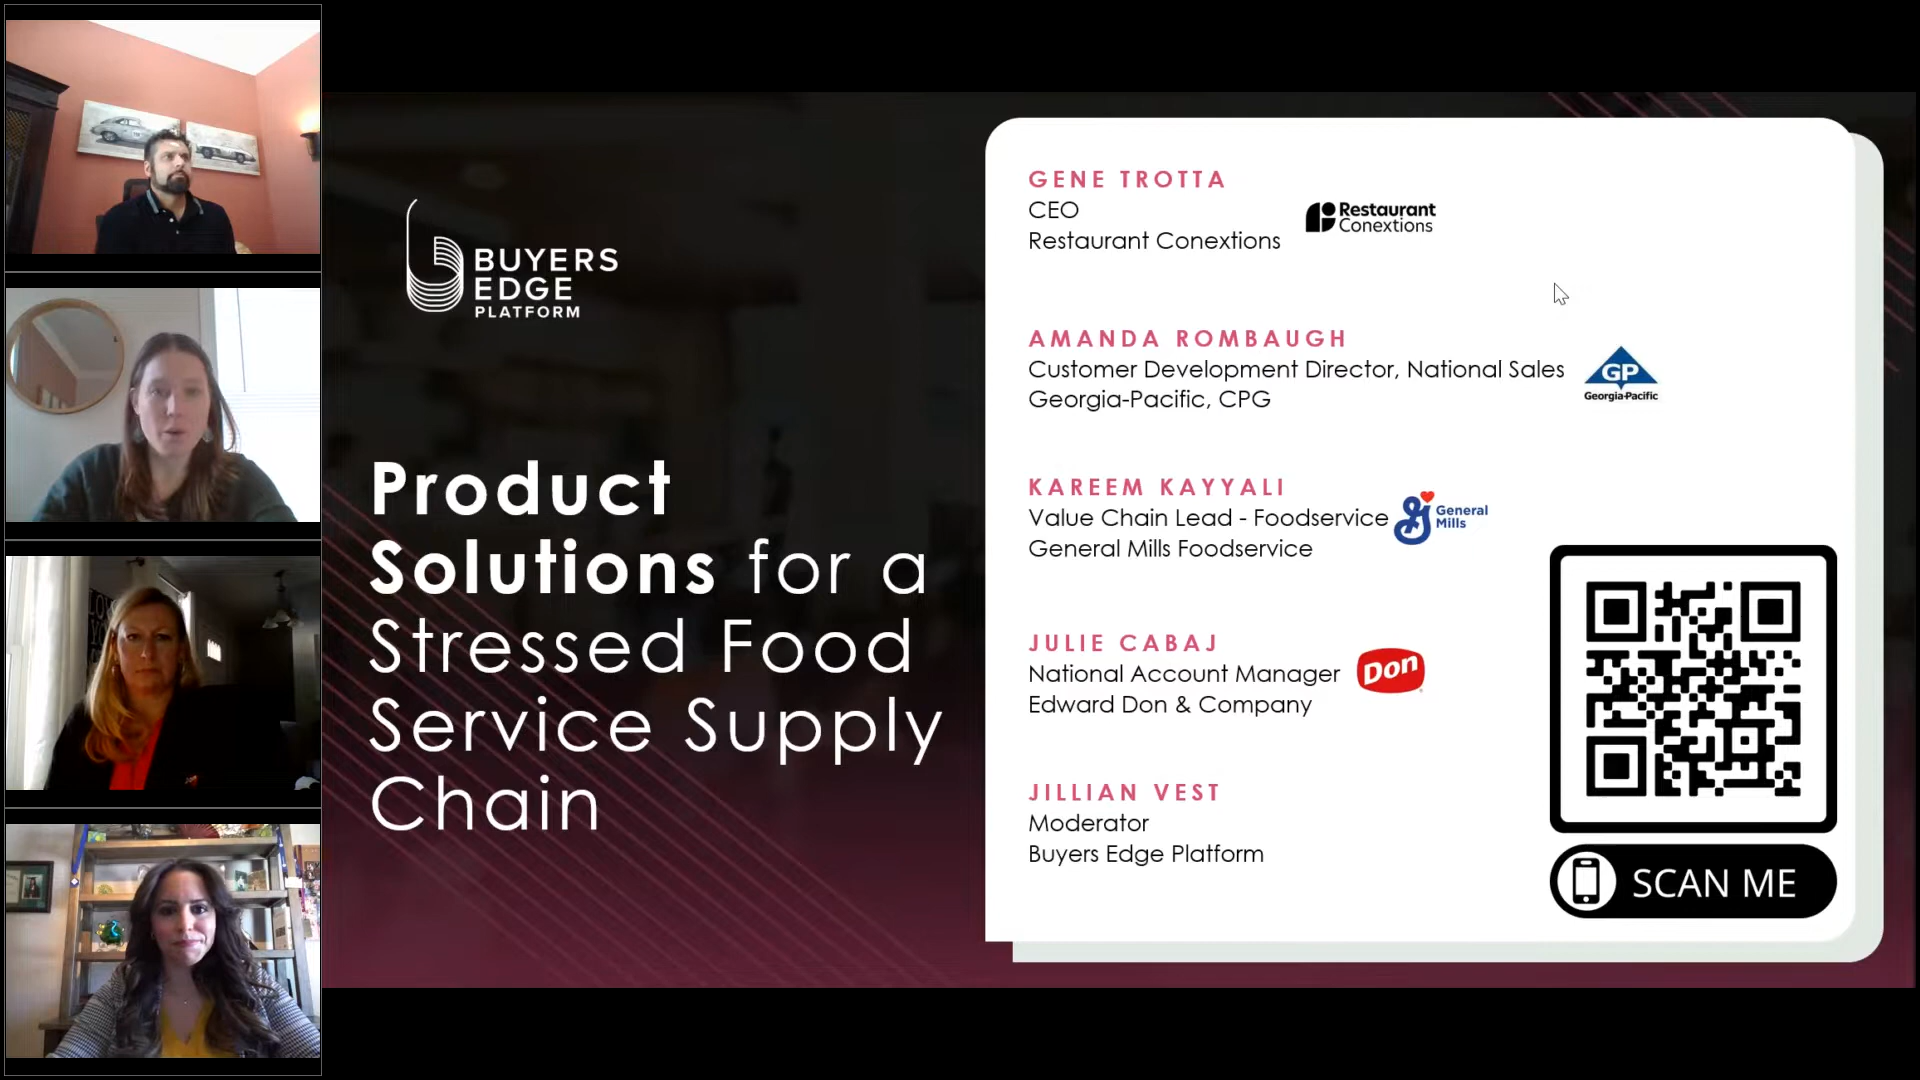 BUYERS
EDGE
PLATFORM
Product
Solutions for a
Stressed Food
Service Supply
Chain
GENE TROTTA
CEO
Restaurant Conextions
Restaurant
Conextions
AMANDA ROMBAUGH
Customer Development Director, National Sales
Georgia-Pacific, CPG
GP
Georgia-Pacific
KAREEM KAYYALI
Value Chain Lead - Foodservice
General Mills Foodservice
General
Mills
JULIE CABAJ
National Account Manager
Edward Don & Company
Don
JILLIAN VEST
Moderator
Buyers Edge Platform
SCAN ME